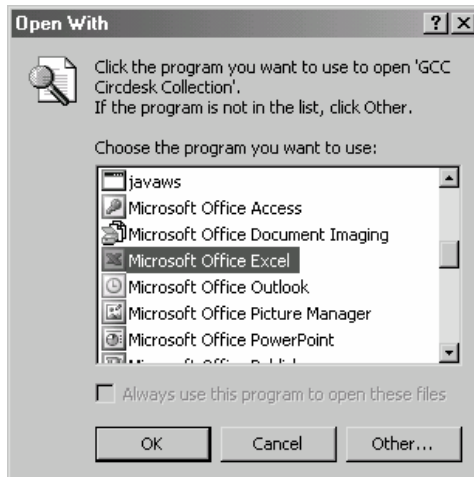 Open With
Click the program you want to use to open 'GCC
Circdesk Collection'.
If the program is not in the list, click Other.
Choose the program you want to use:
javaws
Microsoft Office Access
Microsoft Office Document Imaging
Microsoft Office Excel
Microsoft Office Outlook
Microsoft Office Picture Manager
Microsoft Office PowerPoint
Always use this program to open these files
OK
Cancel
Other...